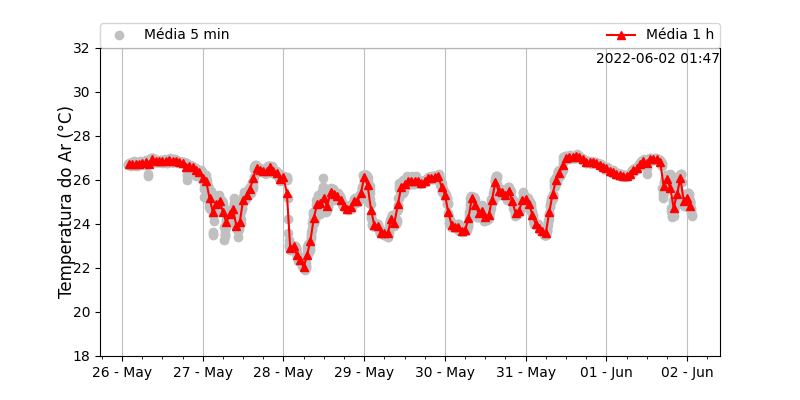 Média 5 min
Média 1 h
2022-06-02 01:47
Temperatura do Ar (°C)
32
30
28
26
24
22
20
18
26 - May
27 - May
28 - May
29 - May
30 - May
31 - May
01 - Jun
02 - Jun